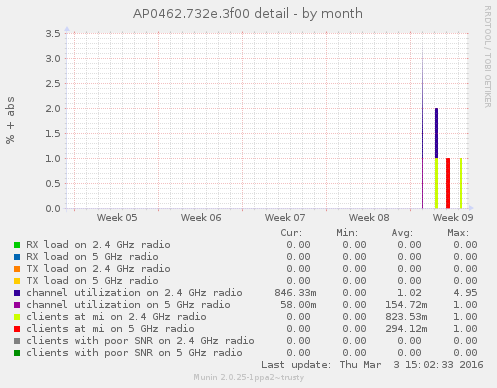 AP0462.732e.3f00 detail - by month
RRDTOOL / TOBI OETIKER
% + abs
3.5
3.0
2.5
2.0
1.5
1.0
0.5
0.0
Week 05 Week 06 Week 07 Week 08 Week 09
Cur: Min: Avg: Max:
RX load on 2.4 GHz radio 0.00 0.00 0.00 0.00
RX load on 5 GHz radio 0.00 0.00 0.00 0.00
TX load on 2.4 GHz radio 0.00 0.00 0.00 0.00
TX load on 5 GHz radio 0.00 0.00 0.00 0.00
channel utilization on 2.4 GHz radio 846.33m 0.00 1.02 4.95
channel utilization on 5 GHz radio 58.00m 0.00 154.72m 1.00
clients at mi on 2.4 GHz radio 0.00 0.00 823.53m 1.00
clients at mi on 5 GHz radio 0.00 0.00 294.12m 1.00
clients with poor SNR on 2.4 GHz radio 0.00 0.00 0.00 0.00
clients with poor SNR on 5 GHz radio 0.00 0.00 0.00 0.00
Last update: Thu Mar 3 15:02:33 2016
Munin 2.0.25-1ppa2~trusty